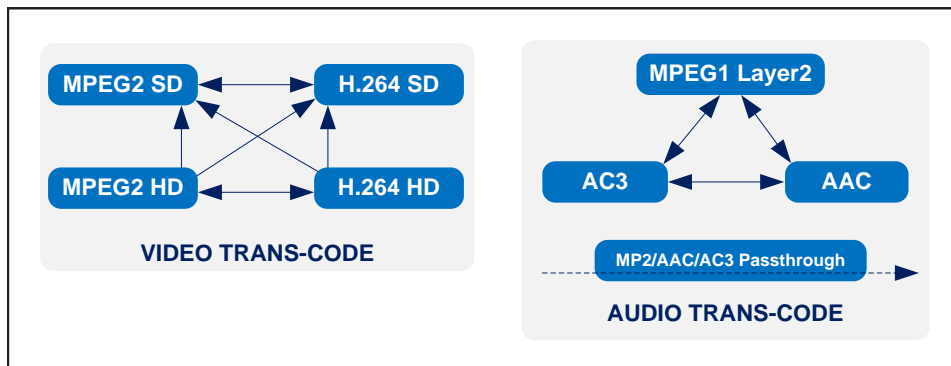 MPEG2 SD
H.264 SD
MPEG2 HD
H.264 HD
VIDEO TRANS-CODE
MPEG1 Layer2
AC3
AAC
MP2/AAC/AC3 Passthrough
AUDIO TRANS-CODE